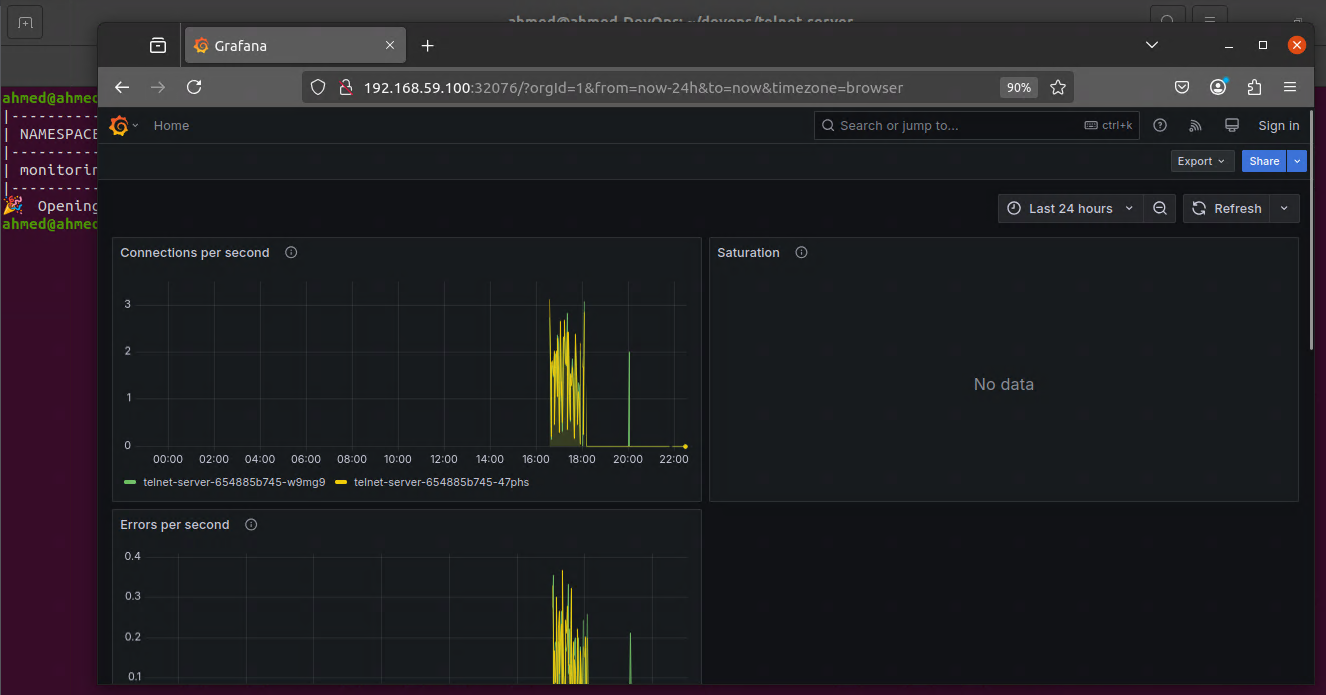 ahmed@ahmed-DevOps: ~/devops/telnet-server
Grafana
192.168.59.100:32076/?orgId=1&from=now-24h&to=now&timezone=browser
90%
ahmed@ahmed
|----------
Home
Search or jump to...
ctrl+k
Sign in
| NAMESPACE
|----------
Export
Share
| monitorin
|----------
🎉 Opening
ahmed@ahmed
Last 24 hours
Refresh
Connections per second
Saturation
3
2
1
0
No data
00:00 02:00 04:00 06:00 08:00 10:00 12:00 14:00 16:00 18:00 20:00 22:00
telnet-server-654885b745-w9mg9 telnet-server-654885b745-47phs
Errors per second
0.4
0.3
0.2
0.1